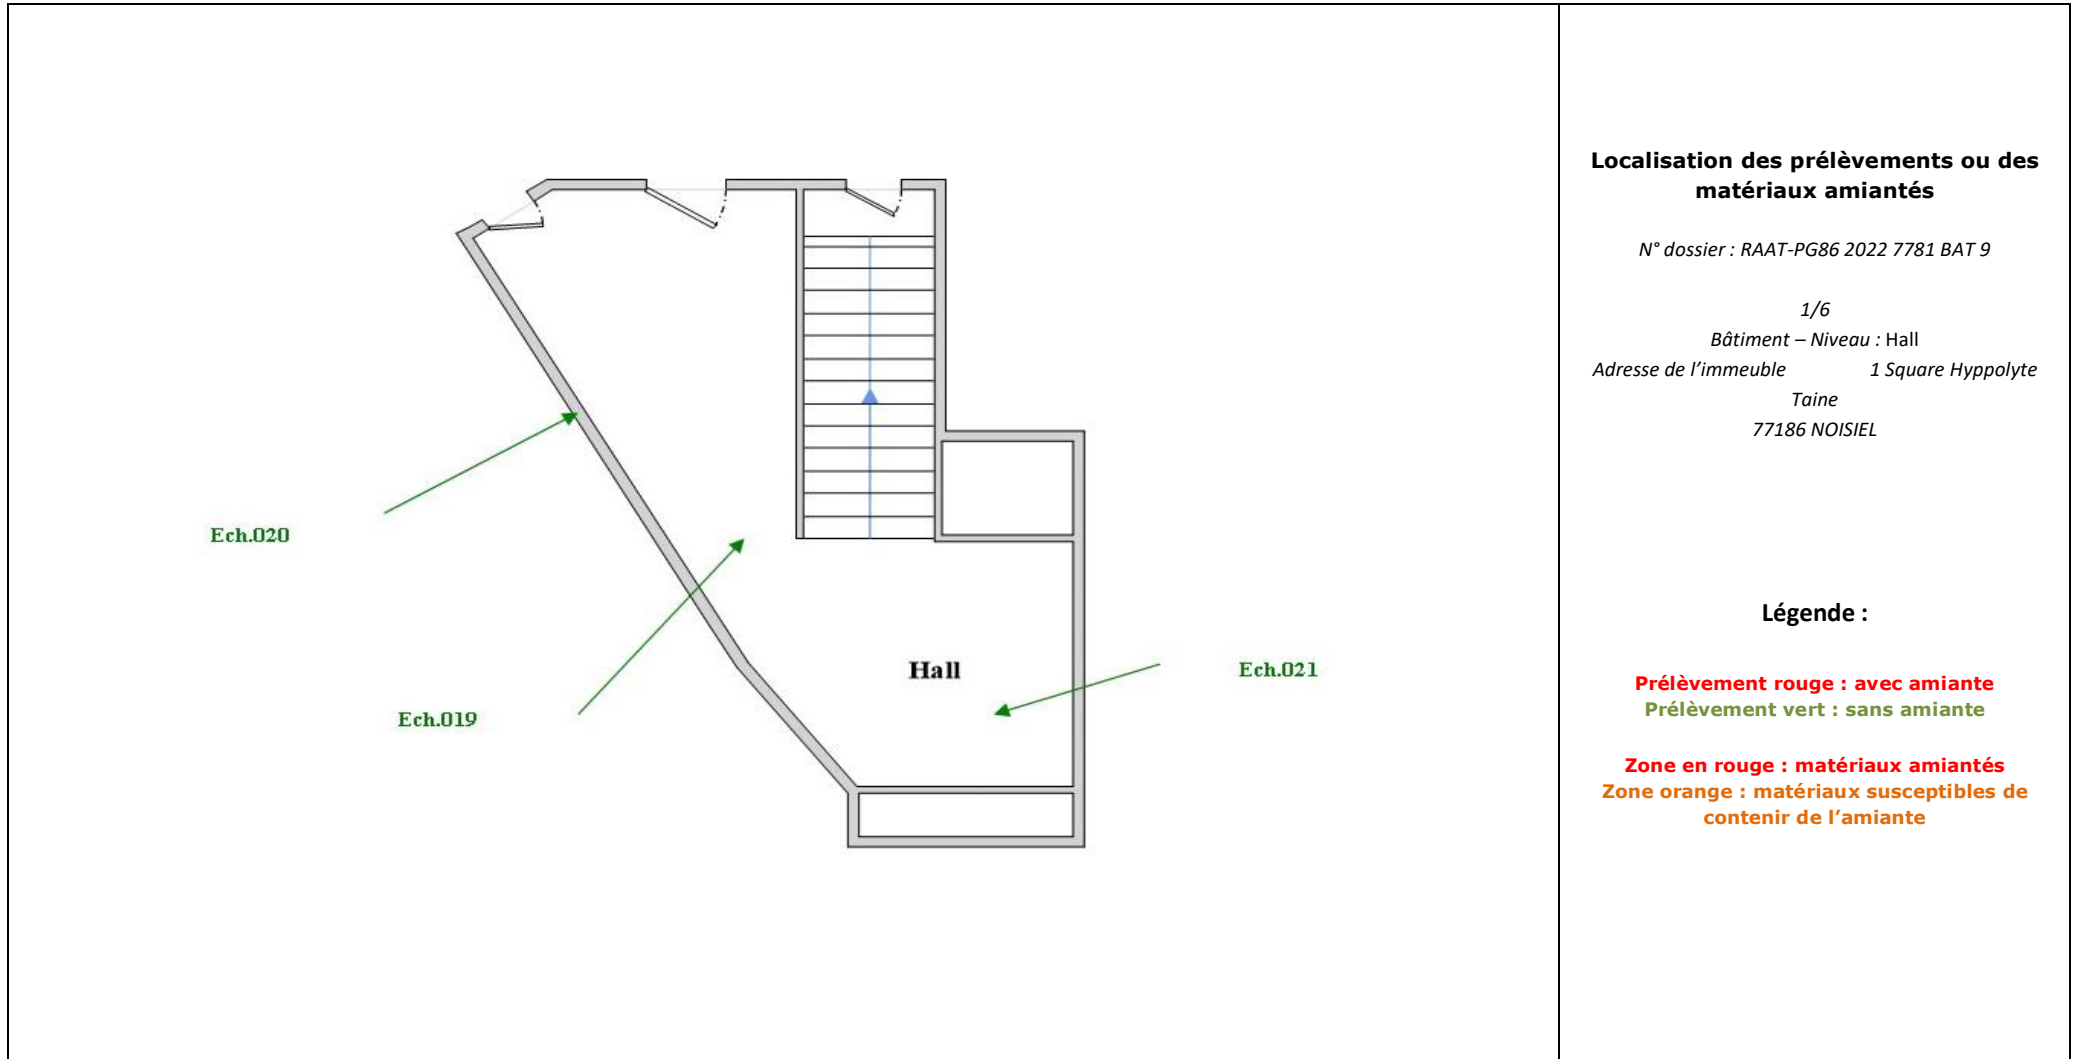 Ech.020
Ech.019
Hall
Ech.021
Localisation des prélèvements ou des
matériaux amiantés
N° dossier : RAAT-PG86 2022 7781 BAT 9
1/6
Bâtiment – Niveau : Hall
Adresse de l’immeuble 1 Square Hyppolyte
Taine
77186 NOISIEL
Légende :
Prélèvement rouge : avec amiante
Prélèvement vert : sans amiante
Zone en rouge : matériaux amiantés
Zone orange : matériaux susceptibles de
contenir de l’amiante